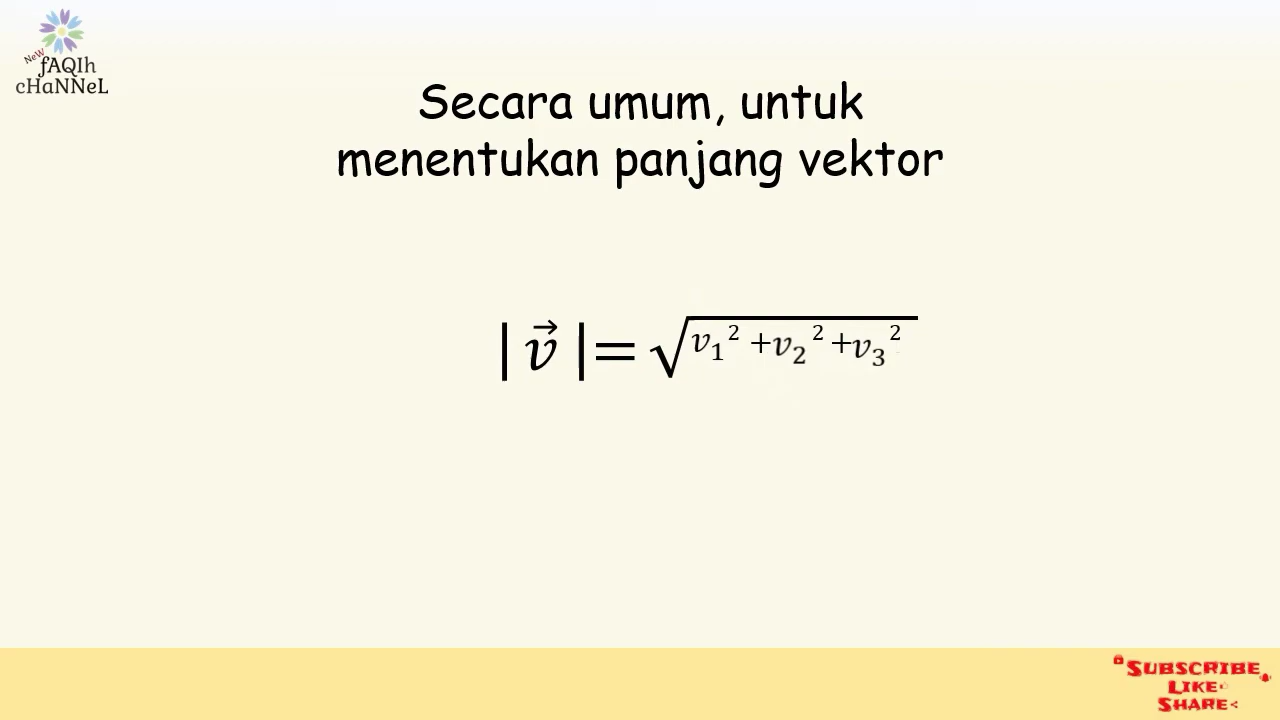 New
fAQIh
cHaNNeL
Secara umum, untuk
menentukan panjang vektor
|v⃗|=√(v₁² +v₂² +v₃²)
SUBSCRIBE
LIKE
SHARE